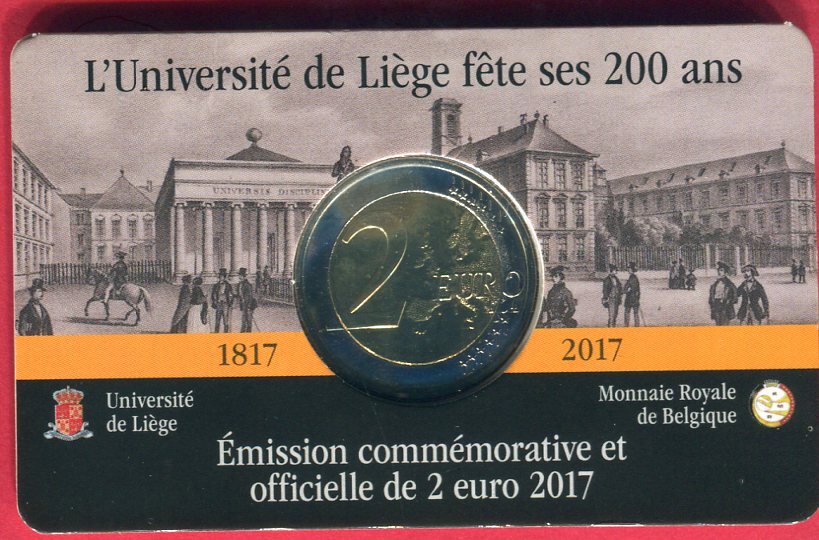 L'Université de Liège fête ses 200 ans
UNIVERSIS DISCIPLI
2 EURO
1817
2017
Université
de Liège
Monnaie Royale
de Belgique
Émission commémorative et
officielle de 2 euro 2017